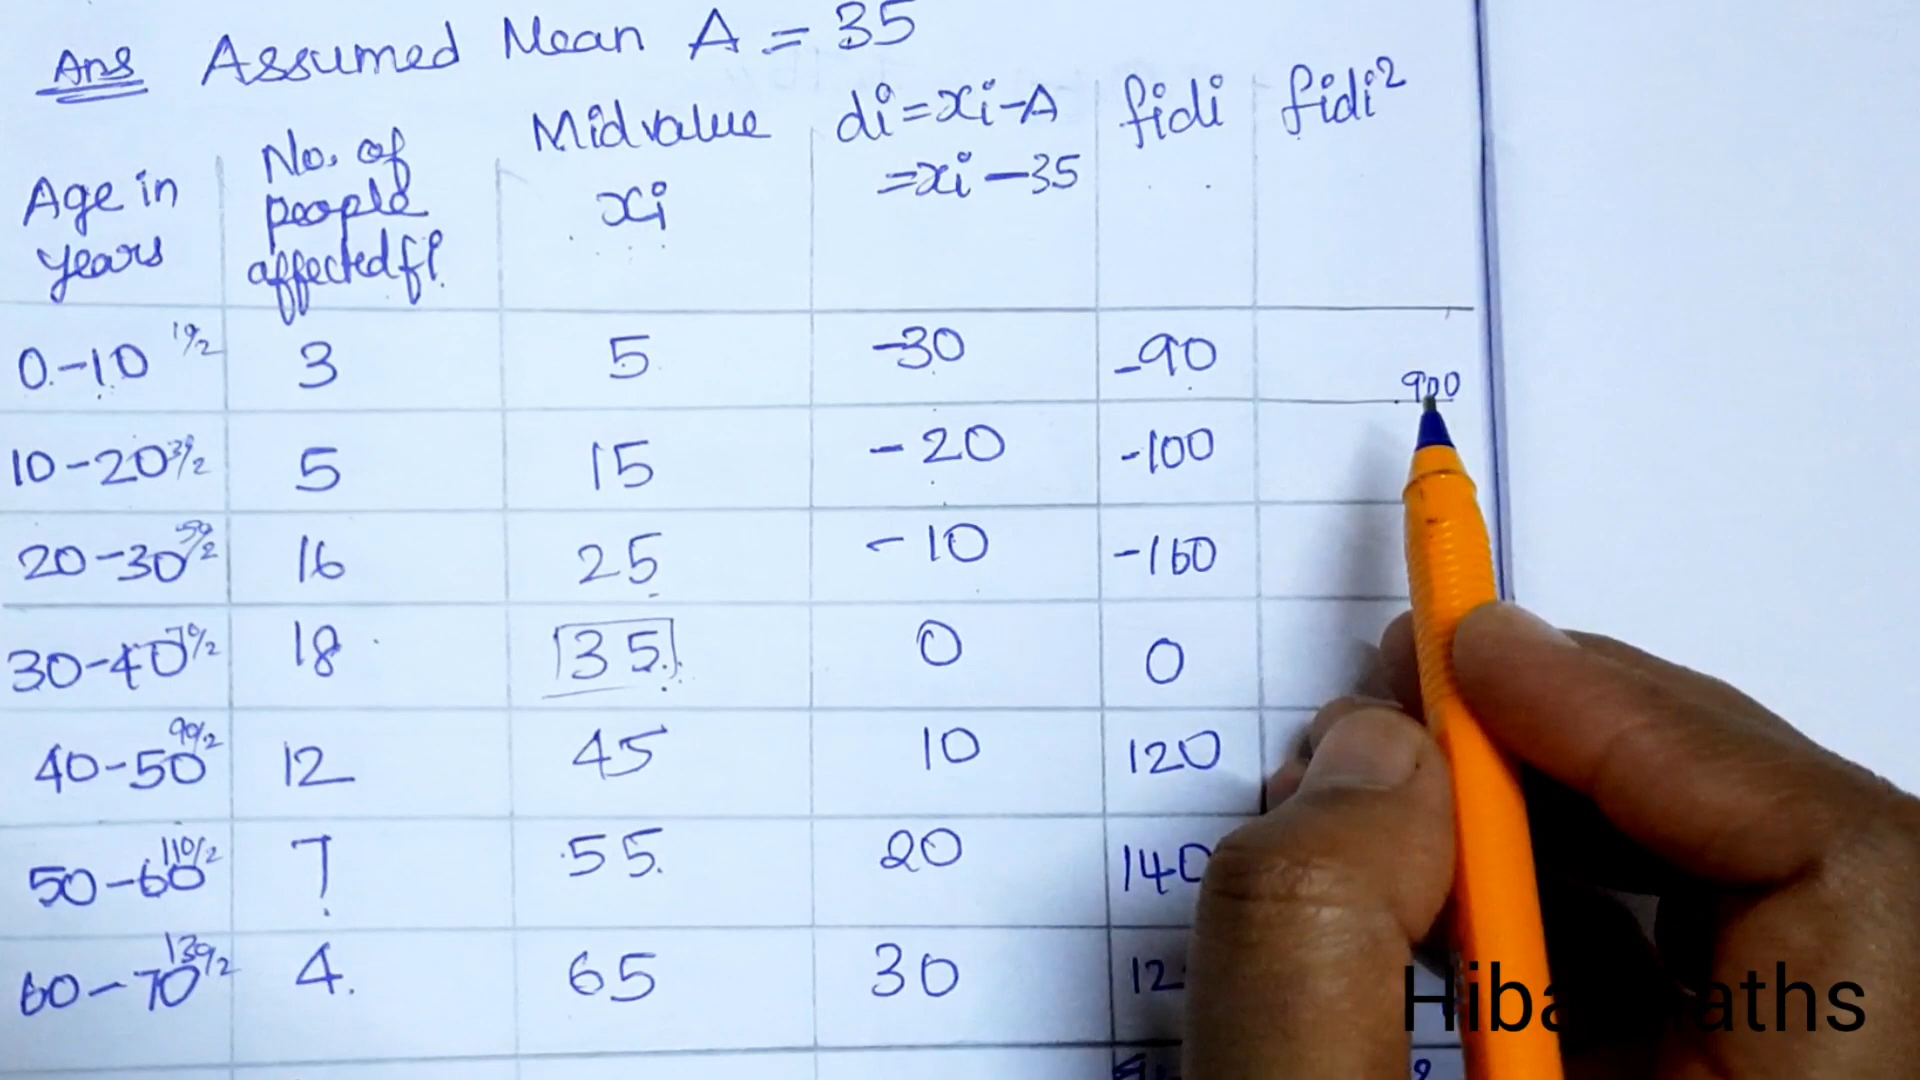 Ans Assumed Mean A = 35
Age in years | No. of people affected fi | Midvalue xi | di = xi - A = xi - 35 | fidi | fidi²
0-10 10/2 | 3 | 5 | -30 | -90 | 900
10-20 30/2 | 5 | 15 | -20 | -100
20-30 50/2 | 16 | 25 | -10 | -160
30-40 70/2 | 18 | 35 | 0 | 0
40-50 90/2 | 12 | 45 | 10 | 120
50-60 110/2 | 7 | 55 | 20 | 140
60-70 130/2 | 4 | 65 | 30 | 12